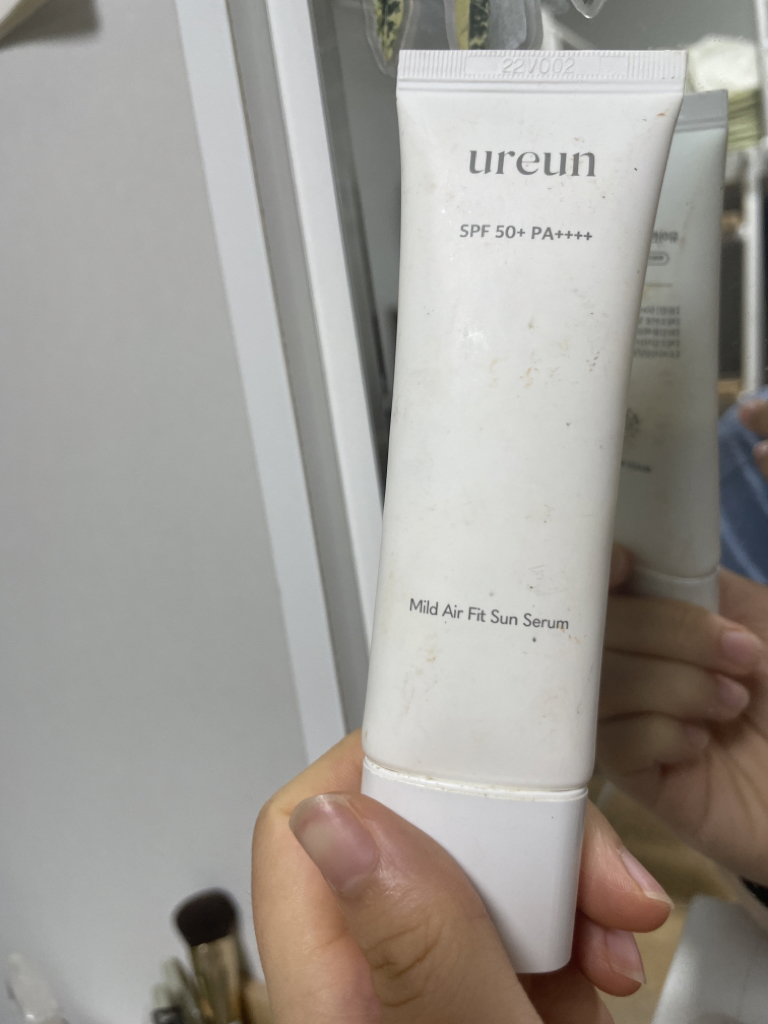 22V002
ureun
SPF 50+ PA++++
Mild Air Fit Sun Serum